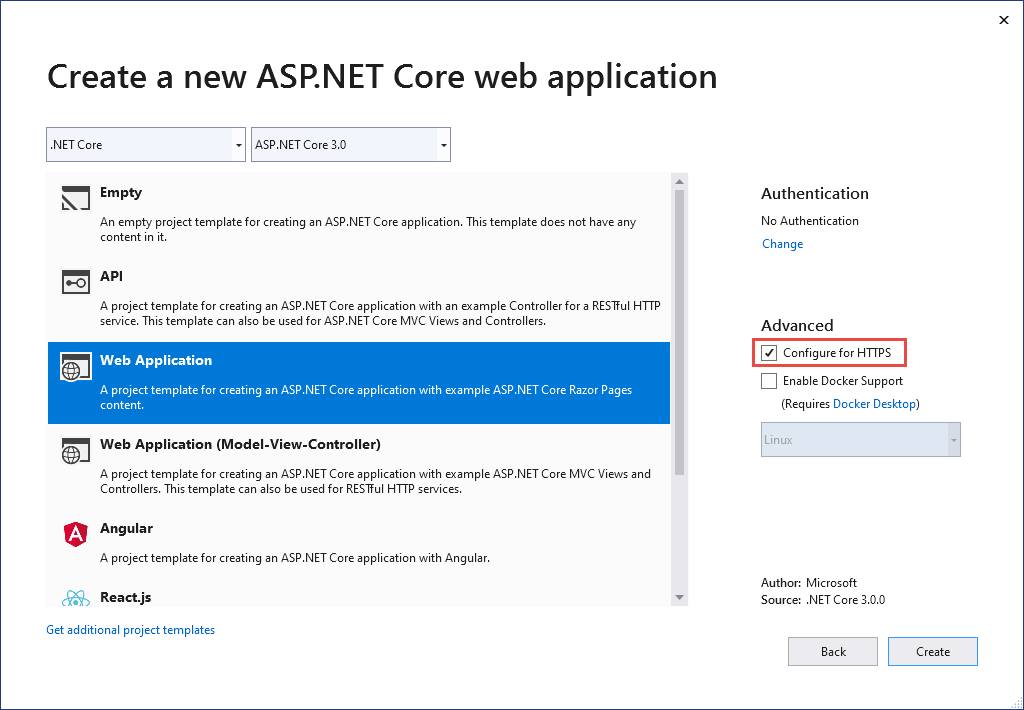 Create a new ASP.NET Core web application
.NET Core
ASP.NET Core 3.0
Empty
An empty project template for creating an ASP.NET Core application. This template does not have any
content in it.
API
A project template for creating an ASP.NET Core application with an example Controller for a RESTful HTTP
service. This template can also be used for ASP.NET Core MVC Views and Controllers.
Web Application
A project template for creating an ASP.NET Core application with example ASP.NET Core Razor Pages
content.
Web Application (Model-View-Controller)
A project template for creating an ASP.NET Core application with example ASP.NET Core MVC Views and
Controllers. This template can also be used for RESTful HTTP services.
Angular
A project template for creating an ASP.NET Core application with Angular.
React.js
Get additional project templates
Authentication
No Authentication
Change
Advanced
Configure for HTTPS
Enable Docker Support
(Requires Docker Desktop)
Linux
Author: Microsoft
Source: .NET Core 3.0.0
Back
Create